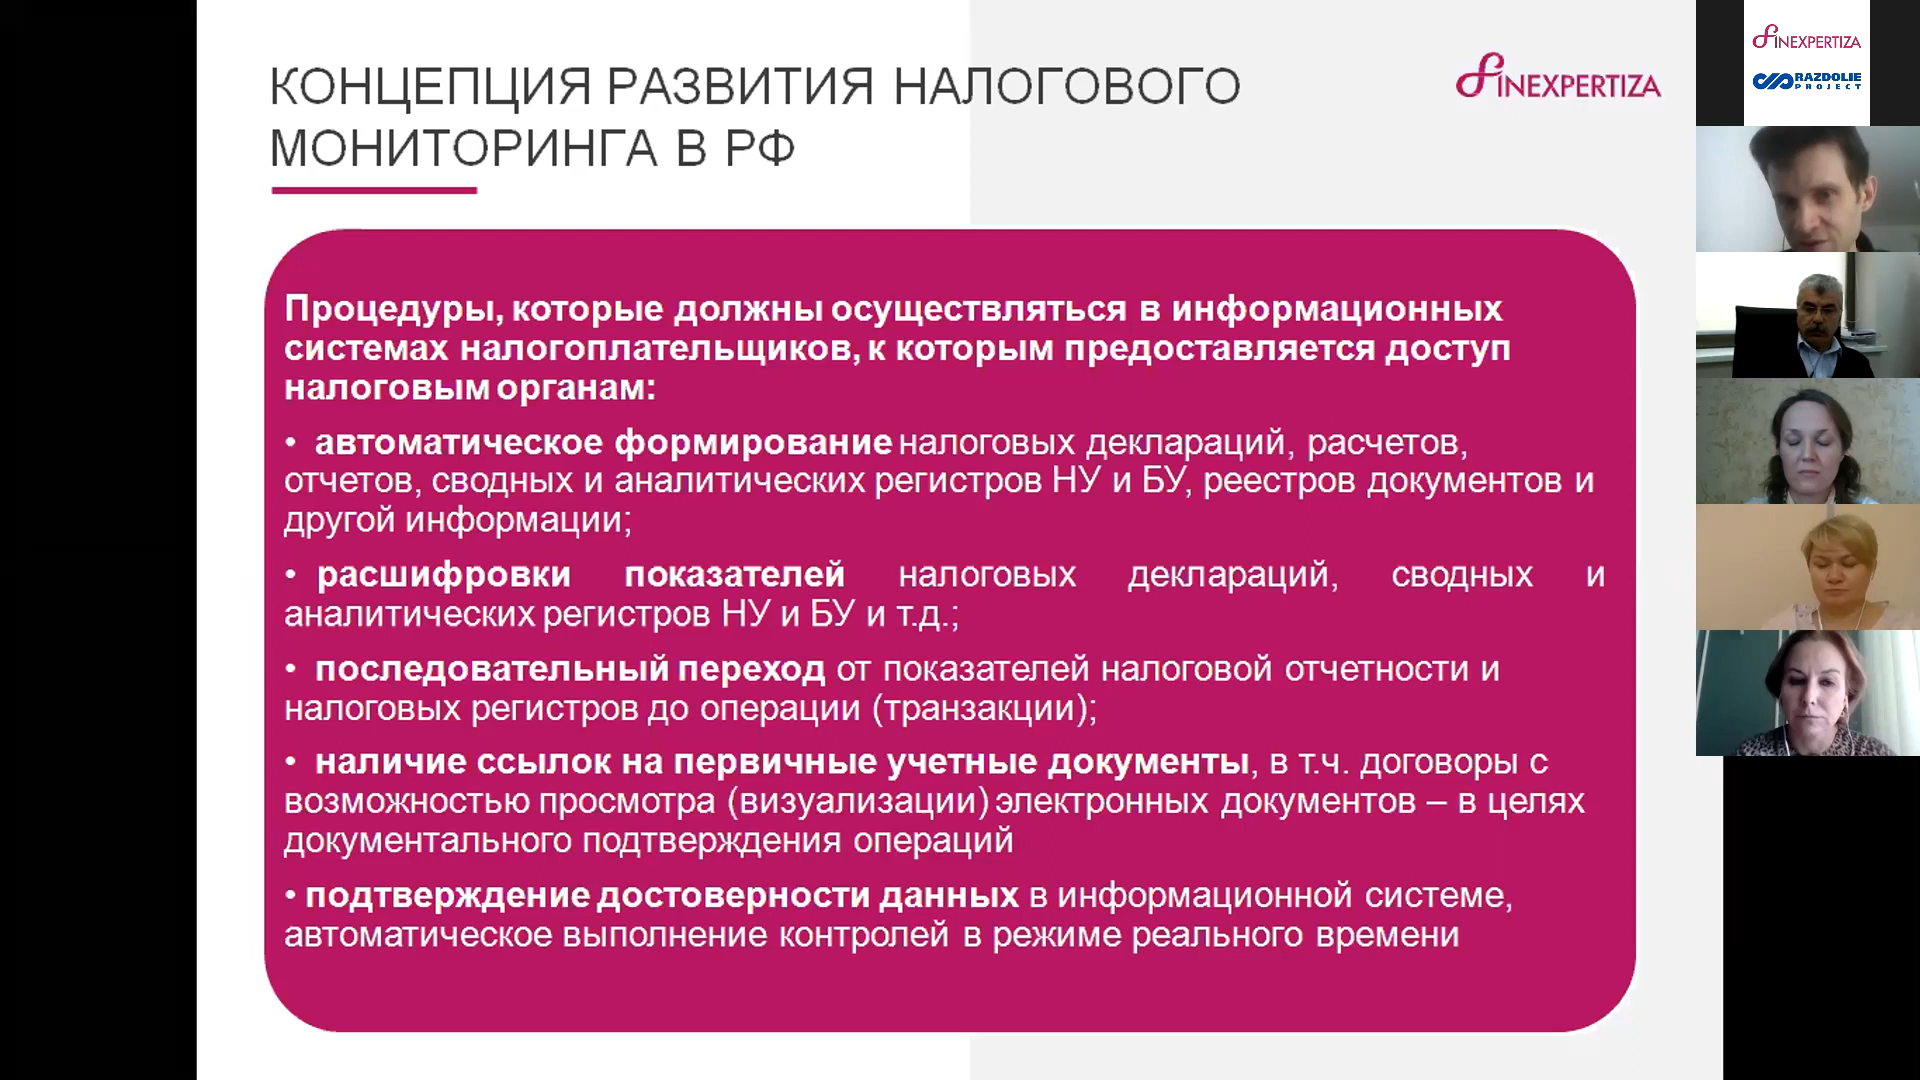 КОНЦЕПЦИЯ РАЗВИТИЯ НАЛОГОВОГО
МОНИТОРИНГА В РФ
FINEXPERTIZA
FINEXPERTIZA
RAZDOLIE
PROJECT
Процедуры, которые должны осуществляться в информационных
системах налогоплательщиков, к которым предоставляется доступ
налоговым органам:
• автоматическое формирование налоговых деклараций, расчетов,
отчетов, сводных и аналитических регистров НУ и БУ, реестров документов и
другой информации;
• расшифровки показателей налоговых деклараций, сводных и
аналитических регистров НУ и БУ и т.д.;
• последовательный переход от показателей налоговой отчетности и
налоговых регистров до операции (транзакции);
• наличие ссылок на первичные учетные документы, в т.ч. договоры с
возможностью просмотра (визуализации) электронных документов – в целях
документального подтверждения операций
• подтверждение достоверности данных в информационной системе,
автоматическое выполнение контролей в режиме реального времени